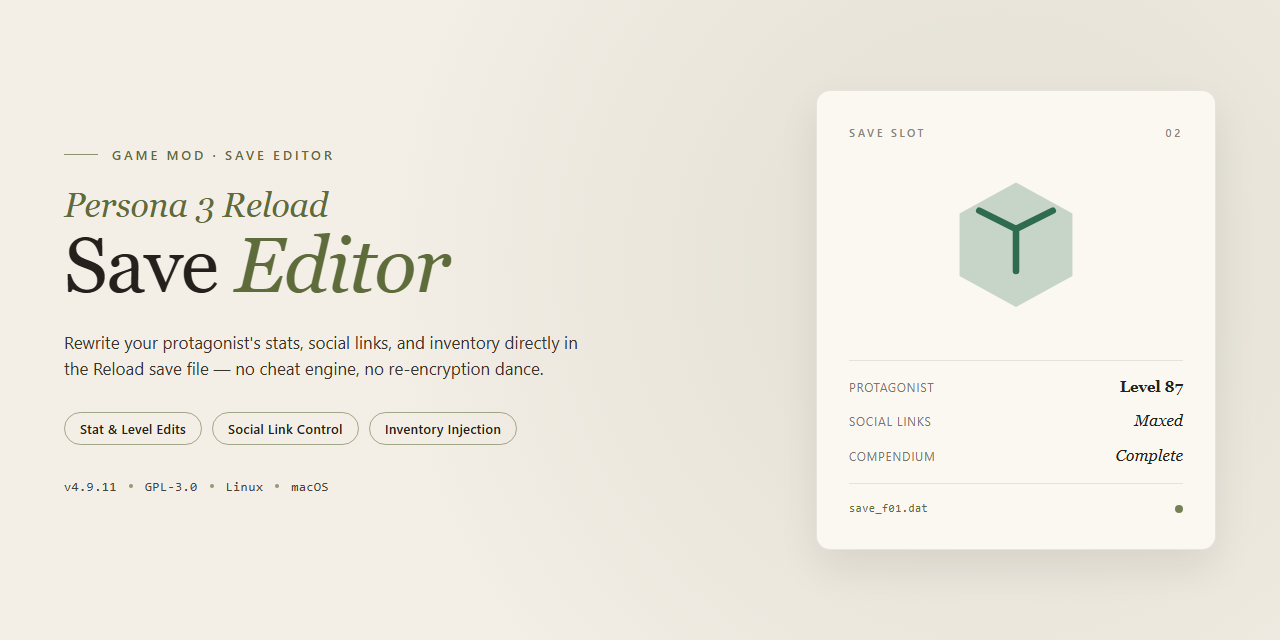 GAME MOD · SAVE EDITOR
Persona 3 Reload
Save Editor
Rewrite your protagonist's stats, social links, and inventory directly in
the Reload save file — no cheat engine, no re-encryption dance.
Stat & Level Edits
Social Link Control
Inventory Injection
v4.9.11 • GPL-3.0 • Linux • macOS
SAVE SLOT 02
PROTAGONIST Level 87
SOCIAL LINKS Maxed
COMPENDIUM Complete
save_f01.dat